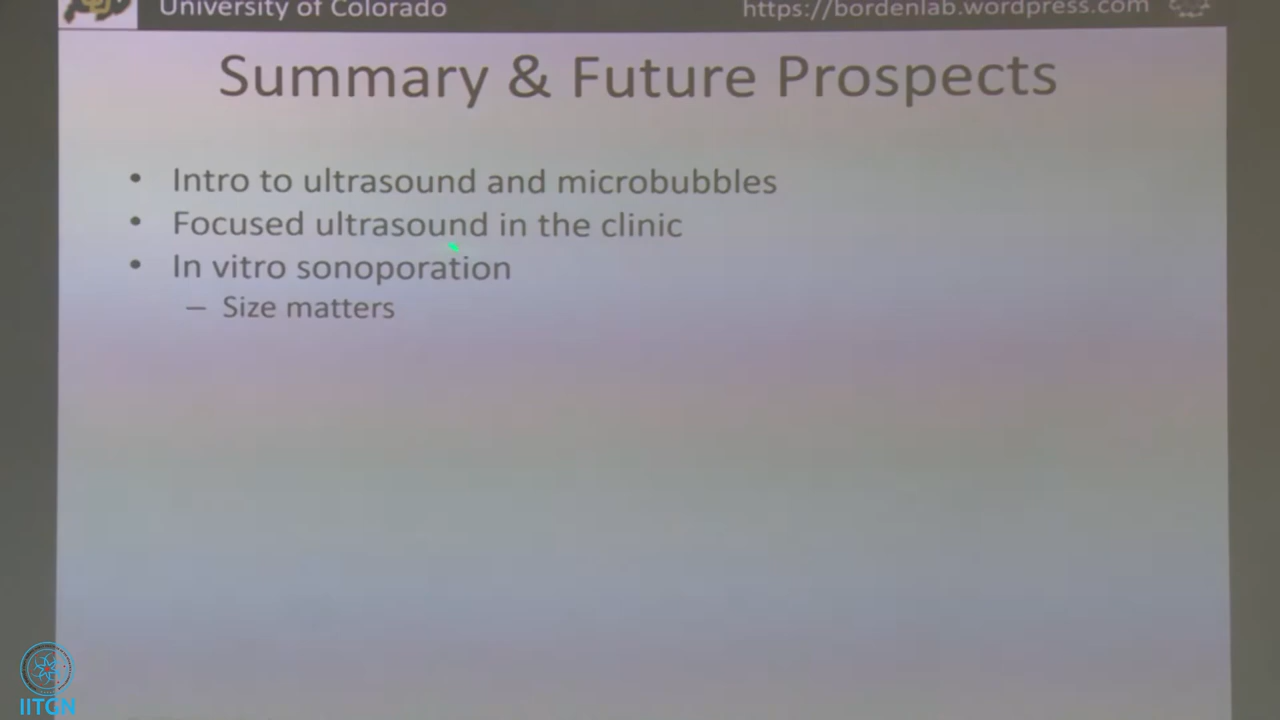 University of Colorado
https://bordenlab.wordpress.com
Summary & Future Prospects
• Intro to ultrasound and microbubbles
• Focused ultrasound in the clinic
• In vitro sonoporation
– Size matters
IITGN